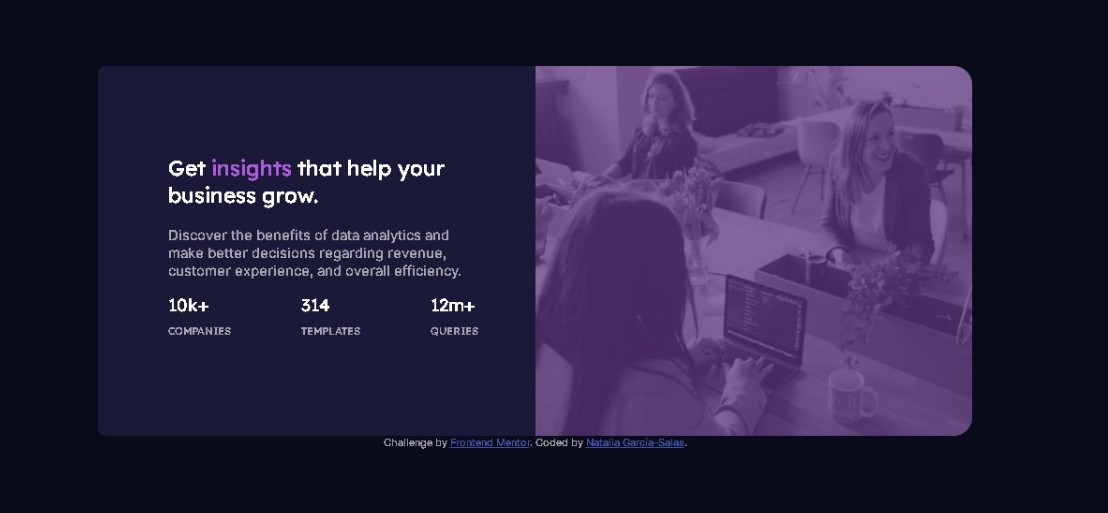 Get insights that help your
business grow.
Discover the benefits of data analytics and
make better decisions regarding revenue,
customer experience, and overall efficiency.
10k+ 314 12m+
COMPANIES TEMPLATES QUERIES
Challenge by Frontend Mentor. Coded by Natalia García-Salas.